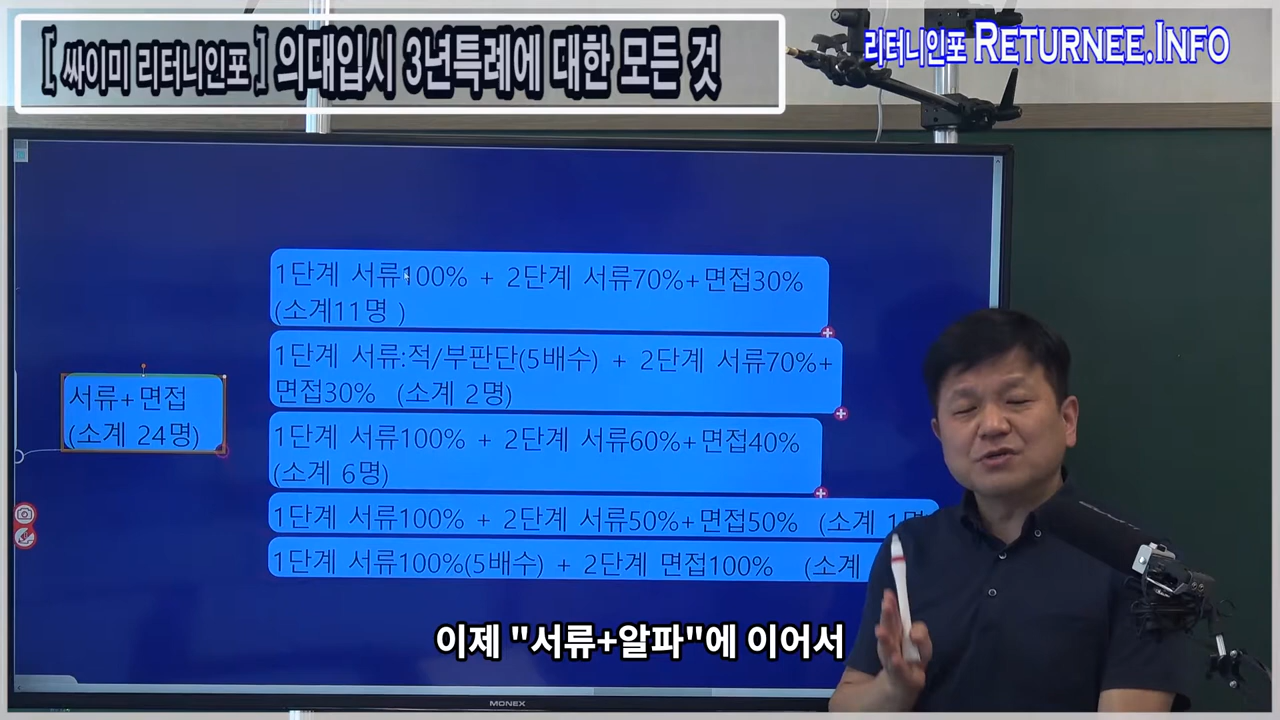 [ 싸이미 리터니인포 ] 의대입시 3년특례에 대한 모든 것
리터니인포 RETURNEE.INFO
1단계 서류100% + 2단계 서류70%+면접30%
(소계11명 )
1단계 서류:적/부판단(5배수) + 2단계 서류70%+
면접30% (소계 2명)
서류+면접
(소계 24명)
1단계 서류100% + 2단계 서류60%+면접40%
(소계 6명)
1단계 서류100% + 2단계 서류50%+면접50% (소계 1명
1단계 서류100%(5배수) + 2단계 면접100% (소계
이제 "서류+알파"에 이어서
MONEX